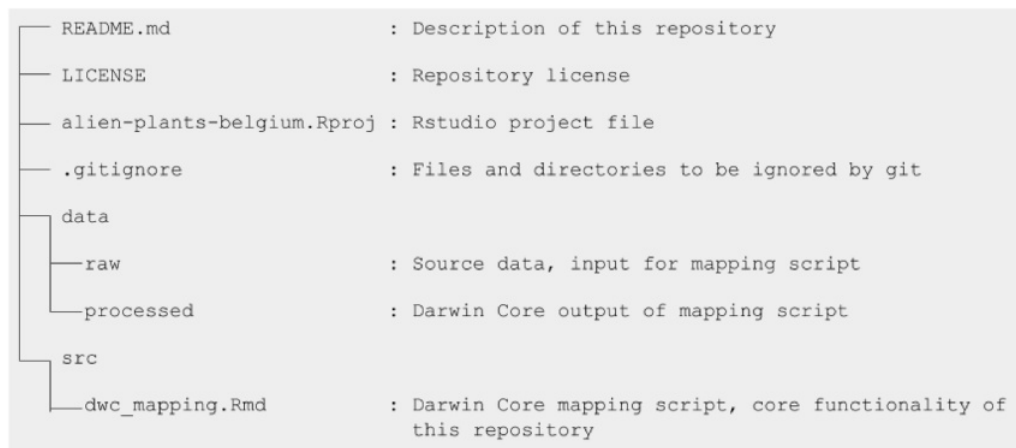 README.md : Description of this repository
LICENSE : Repository license
alien-plants-belgium.Rproj : Rstudio project file
.gitignore : Files and directories to be ignored by git
data
raw : Source data, input for mapping script
processed : Darwin Core output of mapping script
src
dwc_mapping.Rmd : Darwin Core mapping script, core functionality of
this repository